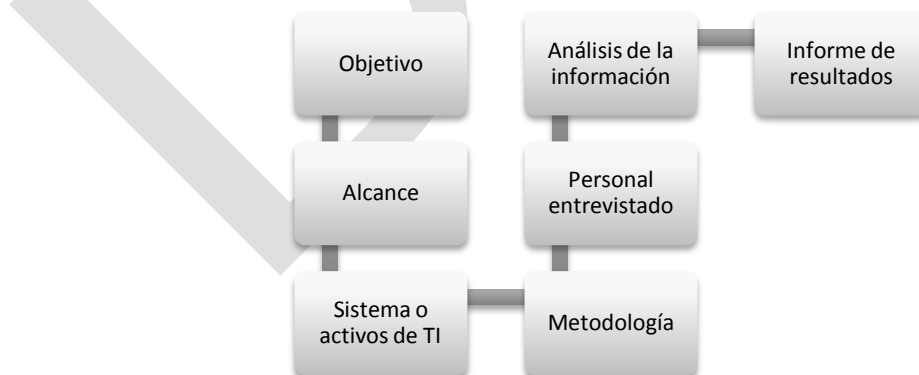 Objetivo
Alcance
Sistema o
activos de TI
Metodología
Personal
entrevistado
Análisis de la
información
Informe de
resultados